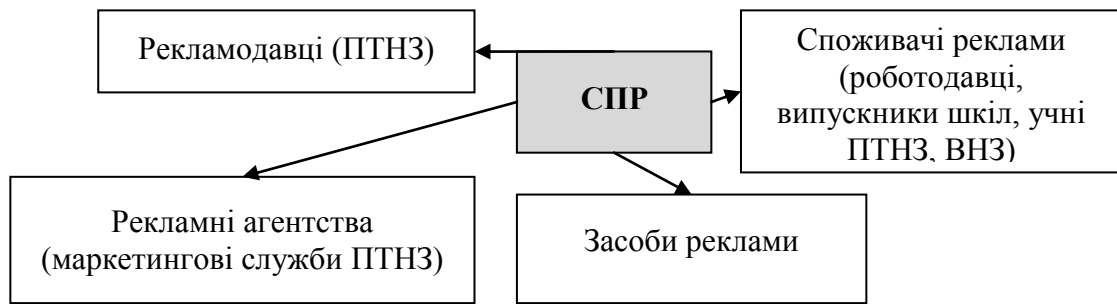 Рекламодавці (ПТНЗ)
СПР
Споживачі реклами
(роботодавці,
випускники шкіл, учні
ПТНЗ, ВНЗ)
Рекламні агентства
(маркетингові служби ПТНЗ)
Засоби реклами